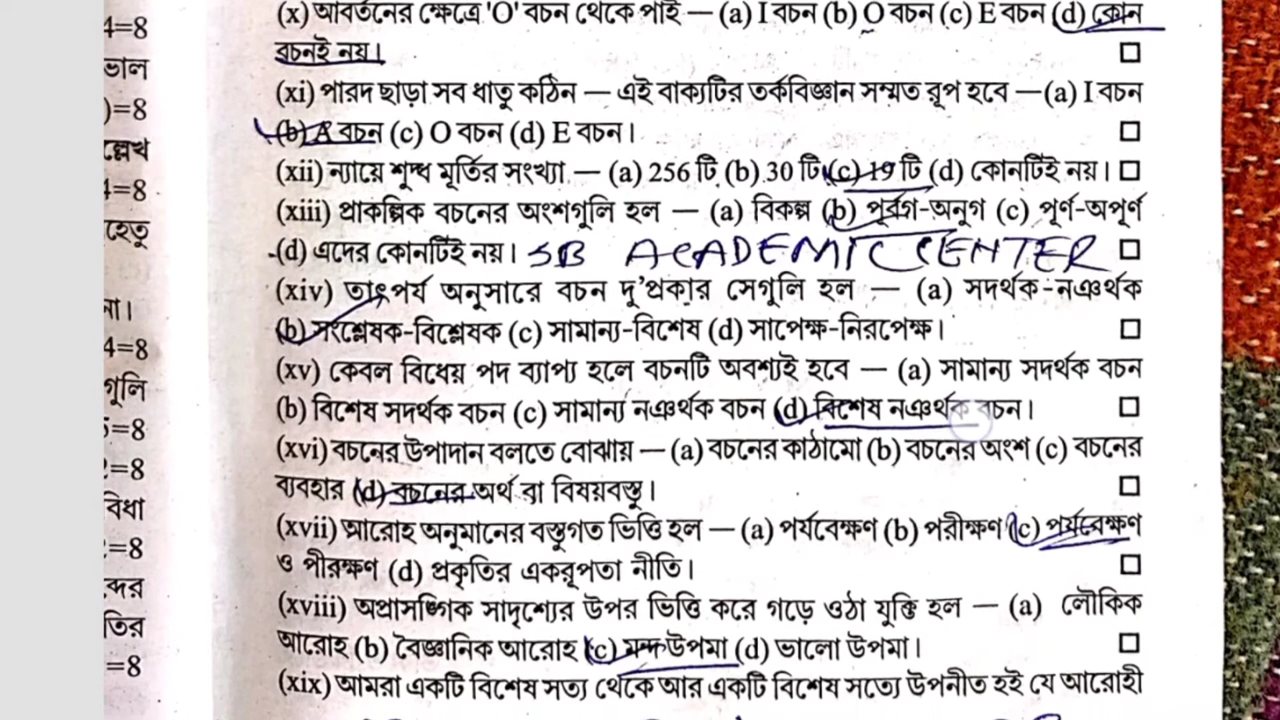 4=8
ভাল
)=8
ল্লেখ
4=8
হেতু
না।
4=8
গুলি
5=8
2=8
বিধা
=8
ব্দের
তির
=8
(x) আবর্তনের ক্ষেত্রে 'O' বচন থেকে পাই — (a) I বচন (b) O বচন (c) E বচন (d) কোন
বচনই নয়।
(xi) পারদ ছাড়া সব ধাতু কঠিন — এই বাক্যটির তর্কবিজ্ঞান সম্মত রূপ হবে —(a) I বচন
(b) A বচন (c) O বচন (d) E বচন।
(xii) ন্যায়ে শুদ্ধ মূর্তির সংখ্যা — (a) 256 টি (b) 30 টি (c) 19 টি (d) কোনটিই নয়।
(xiii) প্রাকল্পিক বচনের অংশগুলি হল — (a) বিকল্প (b) পূর্বগ-অনুগ (c) পূর্ণ-অপূর্ণ
(d) এদের কোনটিই নয়। SB ACADEMIC CENTER
(xiv) তাৎপর্য অনুসারে বচন দু'প্রকার সেগুলি হল — (a) সদর্থক-নঞর্থক
(b) সংশ্লেষক-বিশ্লেষক (c) সামান্য-বিশেষ (d) সাপেক্ষ-নিরপেক্ষ।
(xv) কেবল বিধেয় পদ ব্যাপ্য হলে বচনটি অবশ্যই হবে — (a) সামান্য সদর্থক বচন
(b) বিশেষ সদর্থক বচন (c) সামান্য নঞর্থক বচন (d) বিশেষ নঞর্থক বচন।
(xvi) বচনের উপাদান বলতে বোঝায় — (a) বচনের কাঠামো (b) বচনের অংশ (c) বচনের
ব্যবহার (d) বচনের অর্থ বা বিষয়বস্তু।
(xvii) আরোহ অনুমানের বস্তুগত ভিত্তি হল — (a) পর্যবেক্ষণ (b) পরীক্ষণ (c) পর্যবেক্ষণ
ও পীরক্ষণ (d) প্রকৃতির একরূপতা নীতি।
(xviii) অপ্রাসঙ্গিক সাদৃশ্যের উপর ভিত্তি করে গড়ে ওঠা যুক্তি হল — (a) লৌকিক
আরোহ (b) বৈজ্ঞানিক আরোহ (c) মন্দ উপমা (d) ভালো উপমা।
(xix) আমরা একটি বিশেষ সত্য থেকে আর একটি বিশেষ সত্যে উপনীত হই যে আরোহী